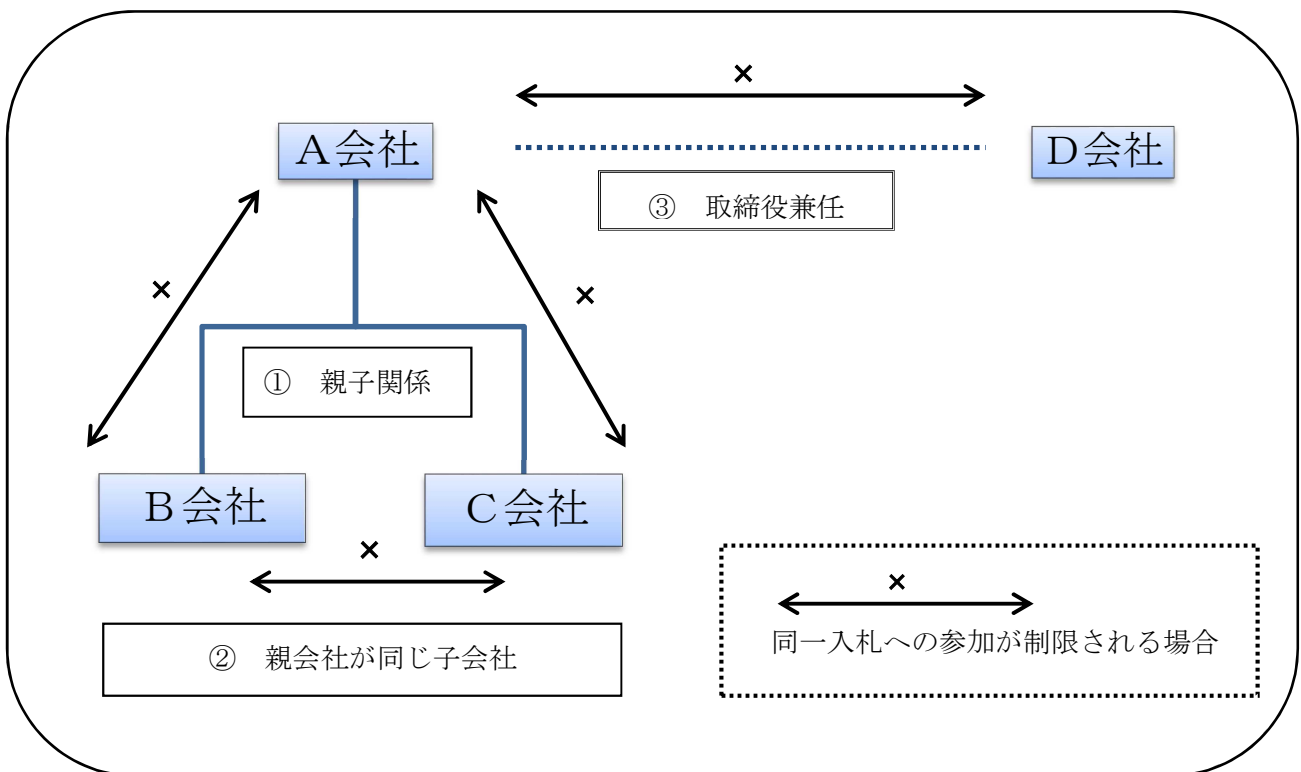 ×
A会社
D会社
③ 取締役兼任
×
×
① 親子関係
B会社
C会社
×
② 親会社が同じ子会社
×
同一入札への参加が制限される場合